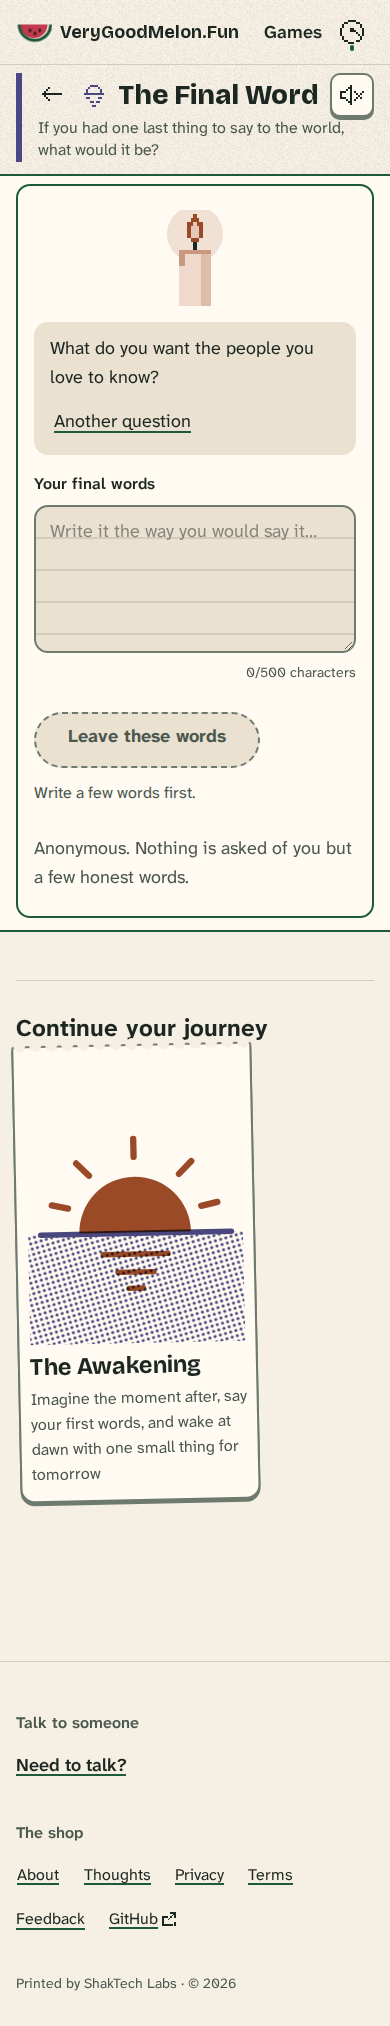 VeryGoodMelon.Fun Games
The Final Word
If you had one last thing to say to the world,
what would it be?
What do you want the people you
love to know?
Another question
Your final words
Write it the way you would say it...
0/500 characters
Leave these words
Write a few words first.
Anonymous. Nothing is asked of you but
a few honest words.
Continue your journey
The Awakening
Imagine the moment after, say
your first words, and wake at
dawn with one small thing for
tomorrow
Talk to someone
Need to talk?
The shop
About Thoughts Privacy Terms
Feedback GitHub
Printed by ShakTech Labs · © 2026